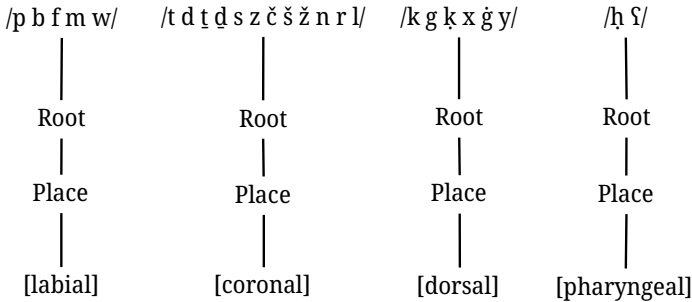 /p b f m w/ /t d ṯ ḏ s z č š ž n r l/ /k g ḳ x ġ y/ /ḥ ʕ/
Root Root Root Root
Place Place Place Place
[labial] [coronal] [dorsal] [pharyngeal]